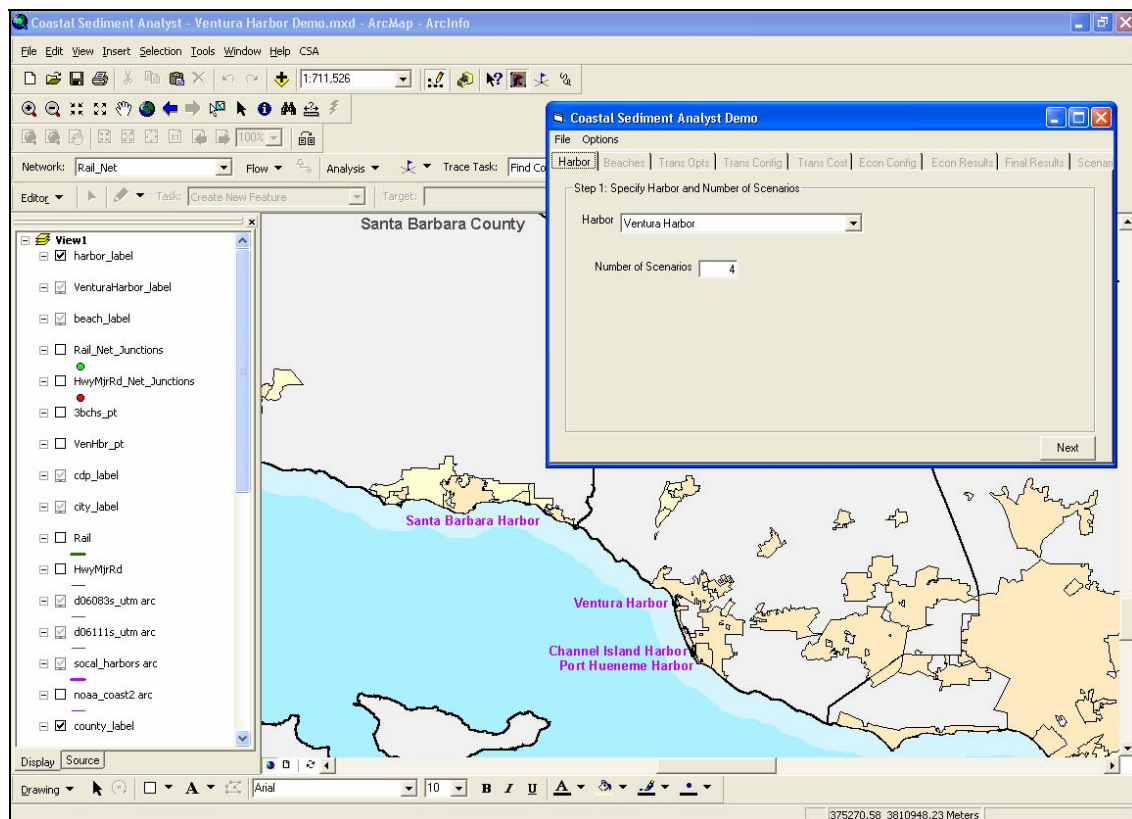 Coastal Sediment Analyst - Ventura Harbor Demo.mxd - ArcMap - ArcInfo
File Edit View Insert Selection Tools Window Help CSA
1:711,526
100%
Network: Rail_Net Flow Analysis Trace Task: Find Co
Editor Task: Create New Feature Target:
View1
harbor_label
VenturaHarbor_label
beach_label
Rail_Net_Junctions
HwyMjrRd_Net_Junctions
3bchs_pt
VenHbr_pt
cdp_label
city_label
Rail
HwyMjrRd
d06083s_utm arc
d06111s_utm arc
socal_harbors arc
noaa_coast2 arc
county_label
Display Source
Santa Barbara County
Santa Barbara Harbor
Ventura Harbor
Channel Island Harbor
Port Hueneme Harbor
Coastal Sediment Analyst Demo
File Options
Harbor Beaches Trans Opts Trans Config Trans Cost Econ Config Econ Results Final Results Scenar
Step 1: Specify Harbor and Number of Scenarios
Harbor Ventura Harbor
Number of Scenarios 4
Next
Drawing A Arial 10 B I U A
375270.58 3810948.23 Meters